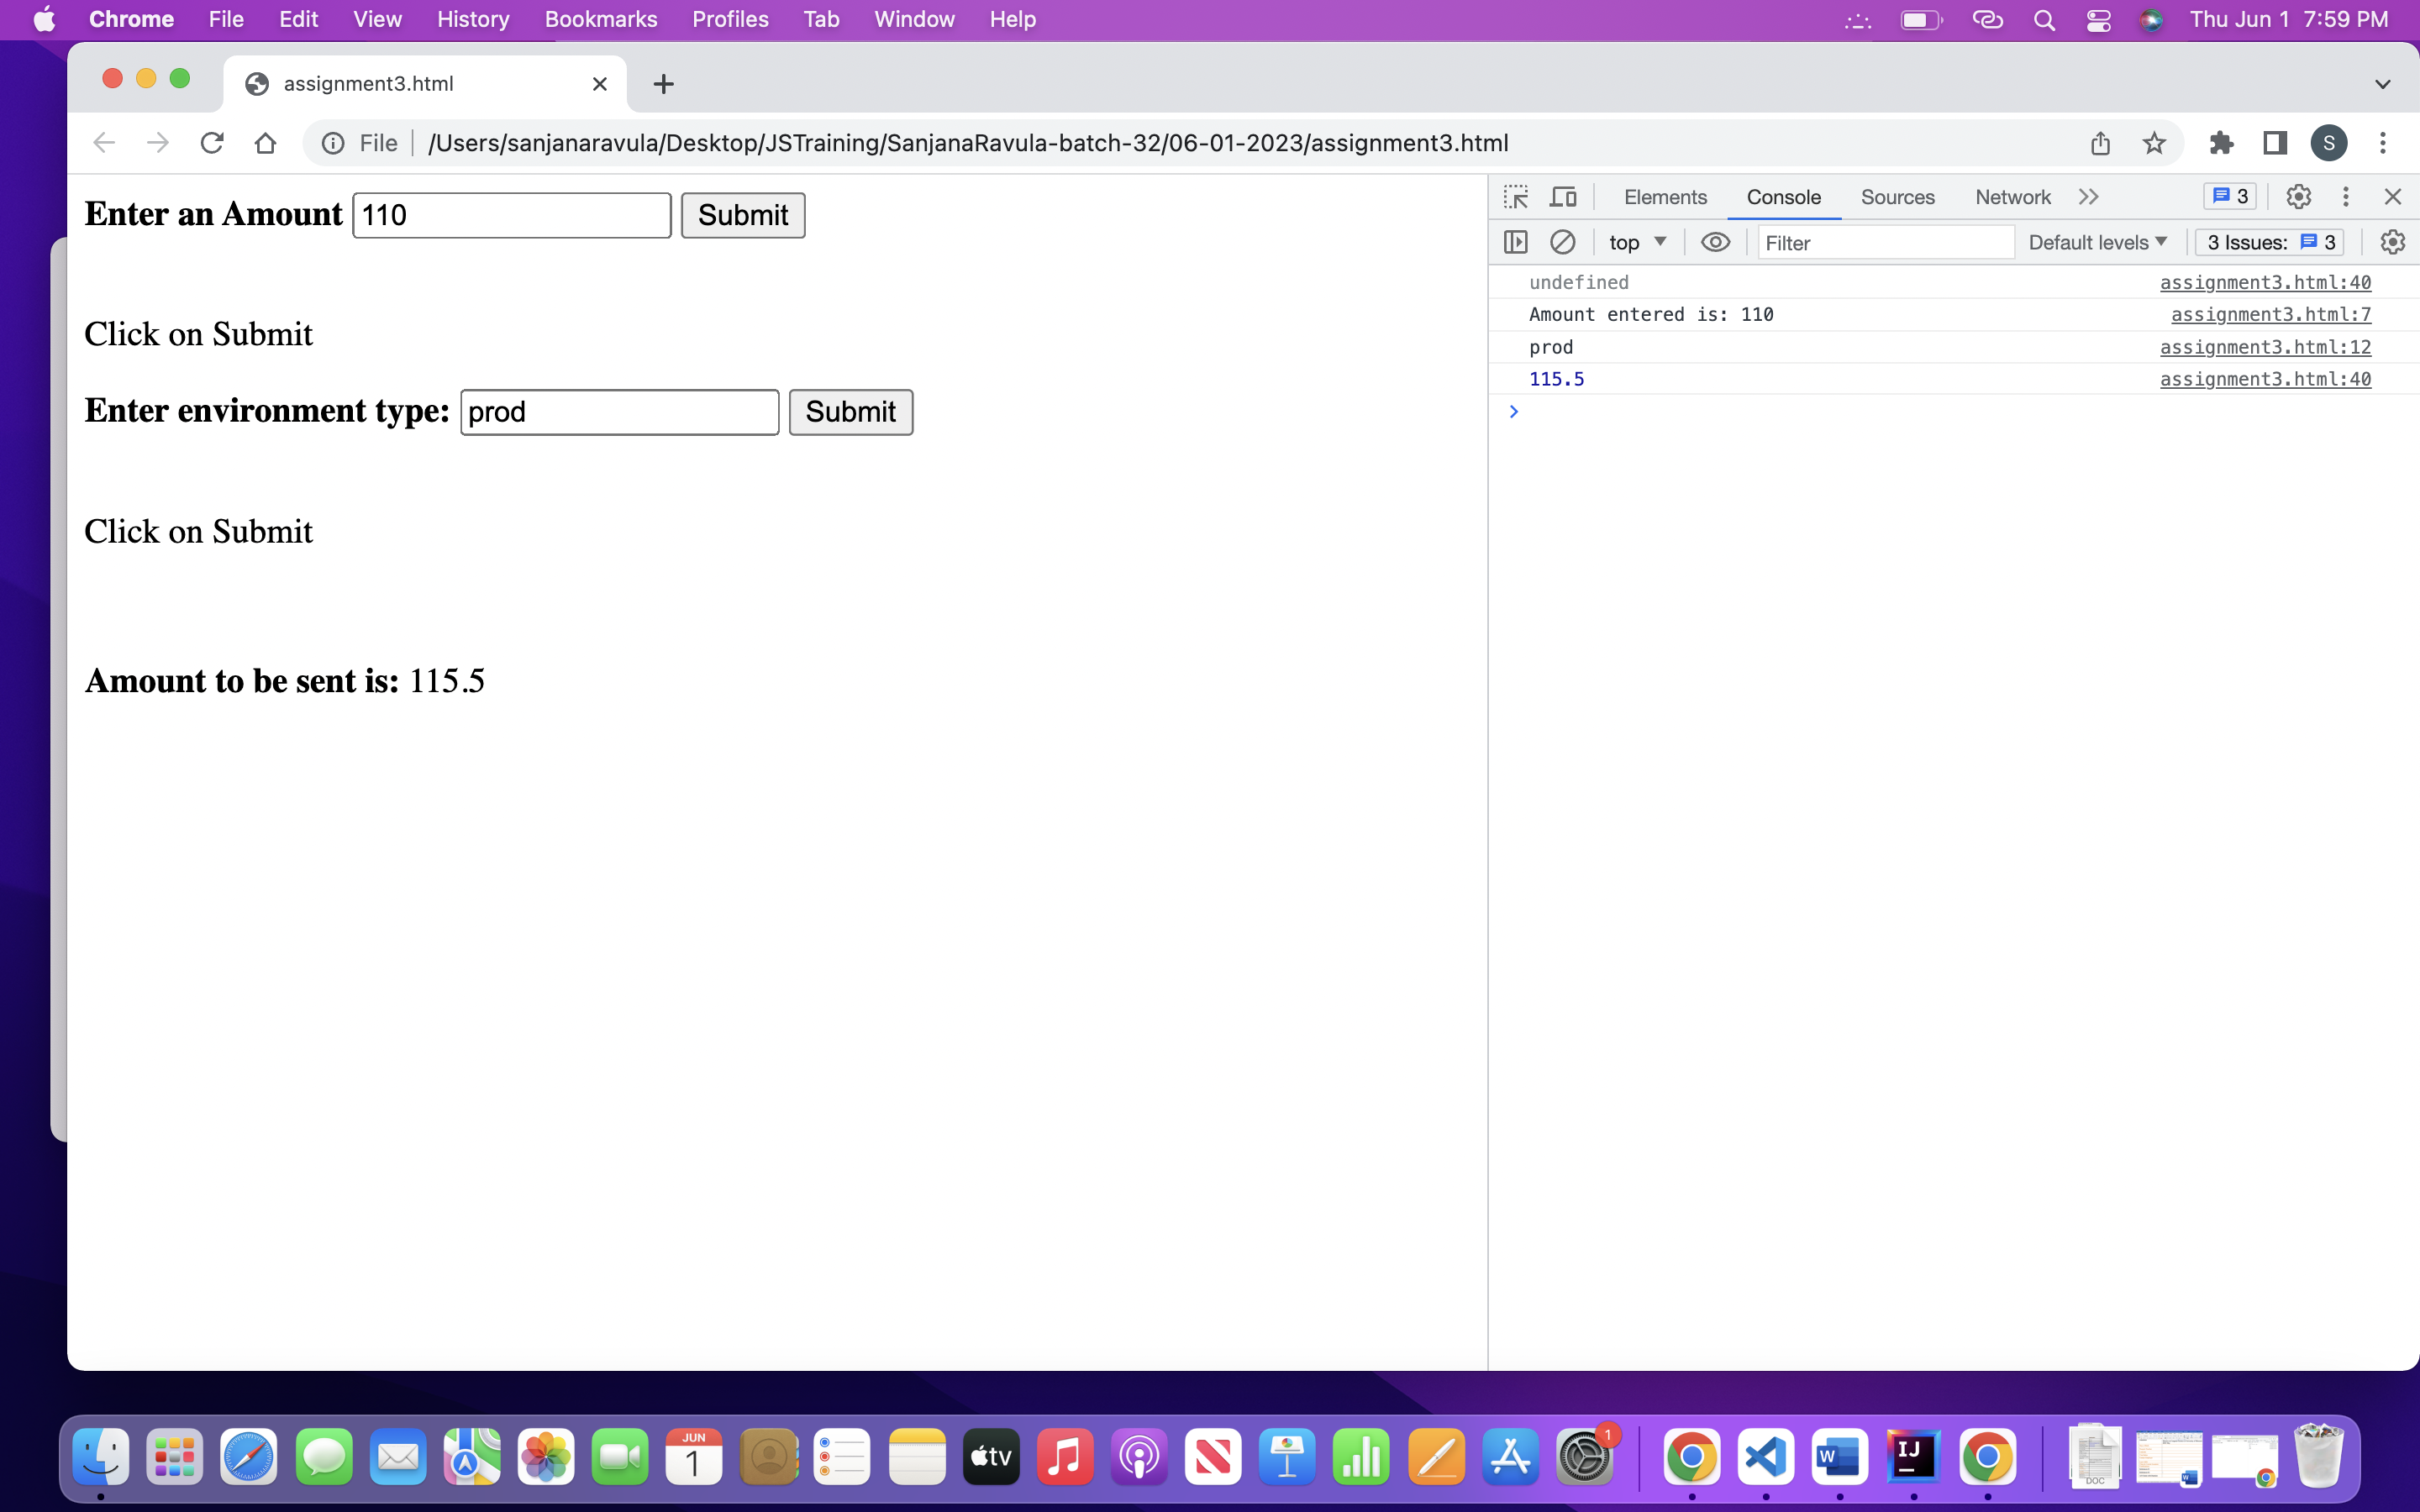 Chrome File Edit View History Bookmarks Profiles Tab Window Help Thu Jun 1 7:59 PM
assignment3.html
File /Users/sanjanaravula/Desktop/JSTraining/SanjanaRavula-batch-32/06-01-2023/assignment3.html S
Enter an Amount 110 Submit
Click on Submit
Enter environment type: prod Submit
Click on Submit
Amount to be sent is: 115.5
Elements Console Sources Network 3
top Filter Default levels 3 Issues: 3
undefined assignment3.html:40
Amount entered is: 110 assignment3.html:7
prod assignment3.html:12
115.5 assignment3.html:40
JUN
1
tv
1
W
IJ
DOC